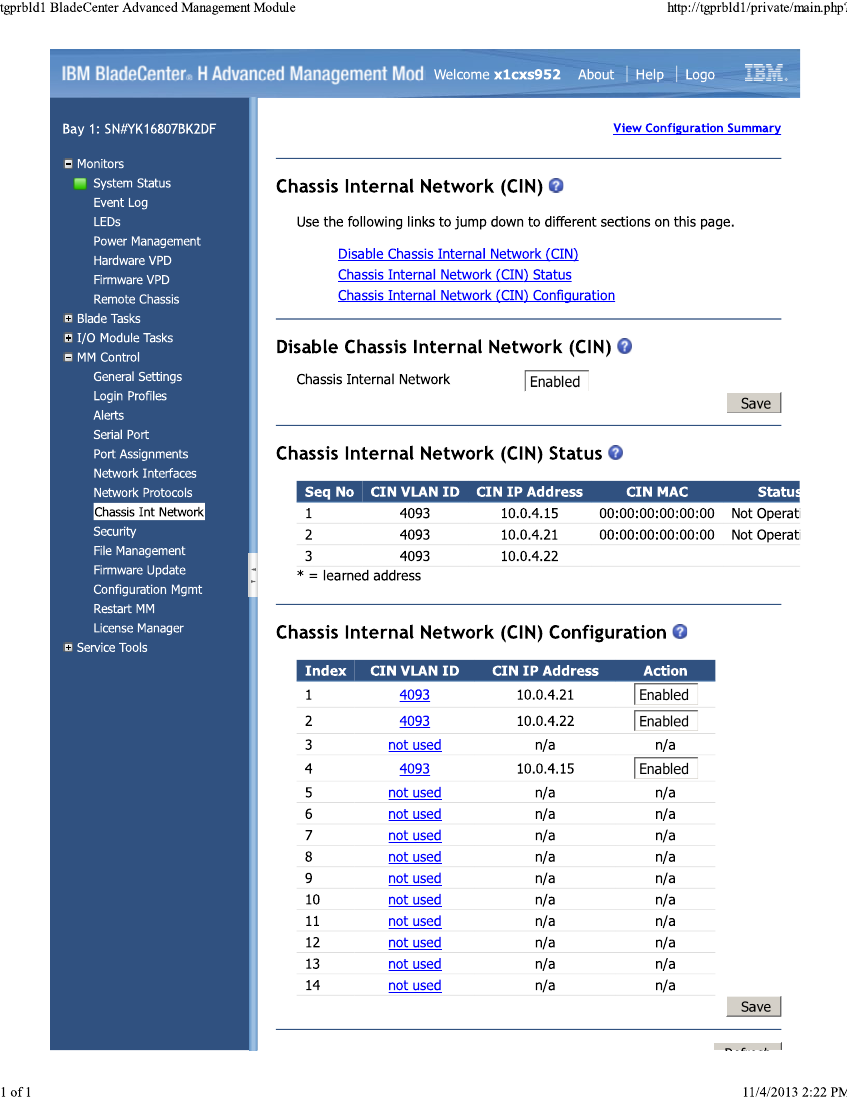 tgprbld1 BladeCenter Advanced Management Module http://tgprbld1/private/main.php?
IBM BladeCenter® H Advanced Management Mod Welcome x1cxs952 About Help Logo IBM.
Bay 1: SN#YK16807BK2DF
Monitors
System Status
Event Log
LEDs
Power Management
Hardware VPD
Firmware VPD
Remote Chassis
Blade Tasks
I/O Module Tasks
MM Control
General Settings
Login Profiles
Alerts
Serial Port
Port Assignments
Network Interfaces
Network Protocols
Chassis Int Network
Security
File Management
Firmware Update
Configuration Mgmt
Restart MM
License Manager
Service Tools
View Configuration Summary
Chassis Internal Network (CIN)
Use the following links to jump down to different sections on this page.
Disable Chassis Internal Network (CIN)
Chassis Internal Network (CIN) Status
Chassis Internal Network (CIN) Configuration
Disable Chassis Internal Network (CIN)
Chassis Internal Network Enabled
Save
Chassis Internal Network (CIN) Status
Seq No CIN VLAN ID CIN IP Address CIN MAC Status
1 4093 10.0.4.15 00:00:00:00:00:00 Not Operati
2 4093 10.0.4.21 00:00:00:00:00:00 Not Operati
3 4093 10.0.4.22
* = learned address
Chassis Internal Network (CIN) Configuration
Index CIN VLAN ID CIN IP Address Action
1 4093 10.0.4.21 Enabled
2 4093 10.0.4.22 Enabled
3 not used n/a n/a
4 4093 10.0.4.15 Enabled
5 not used n/a n/a
6 not used n/a n/a
7 not used n/a n/a
8 not used n/a n/a
9 not used n/a n/a
10 not used n/a n/a
11 not used n/a n/a
12 not used n/a n/a
13 not used n/a n/a
14 not used n/a n/a
Save
1 of 1 11/4/2013 2:22 PM